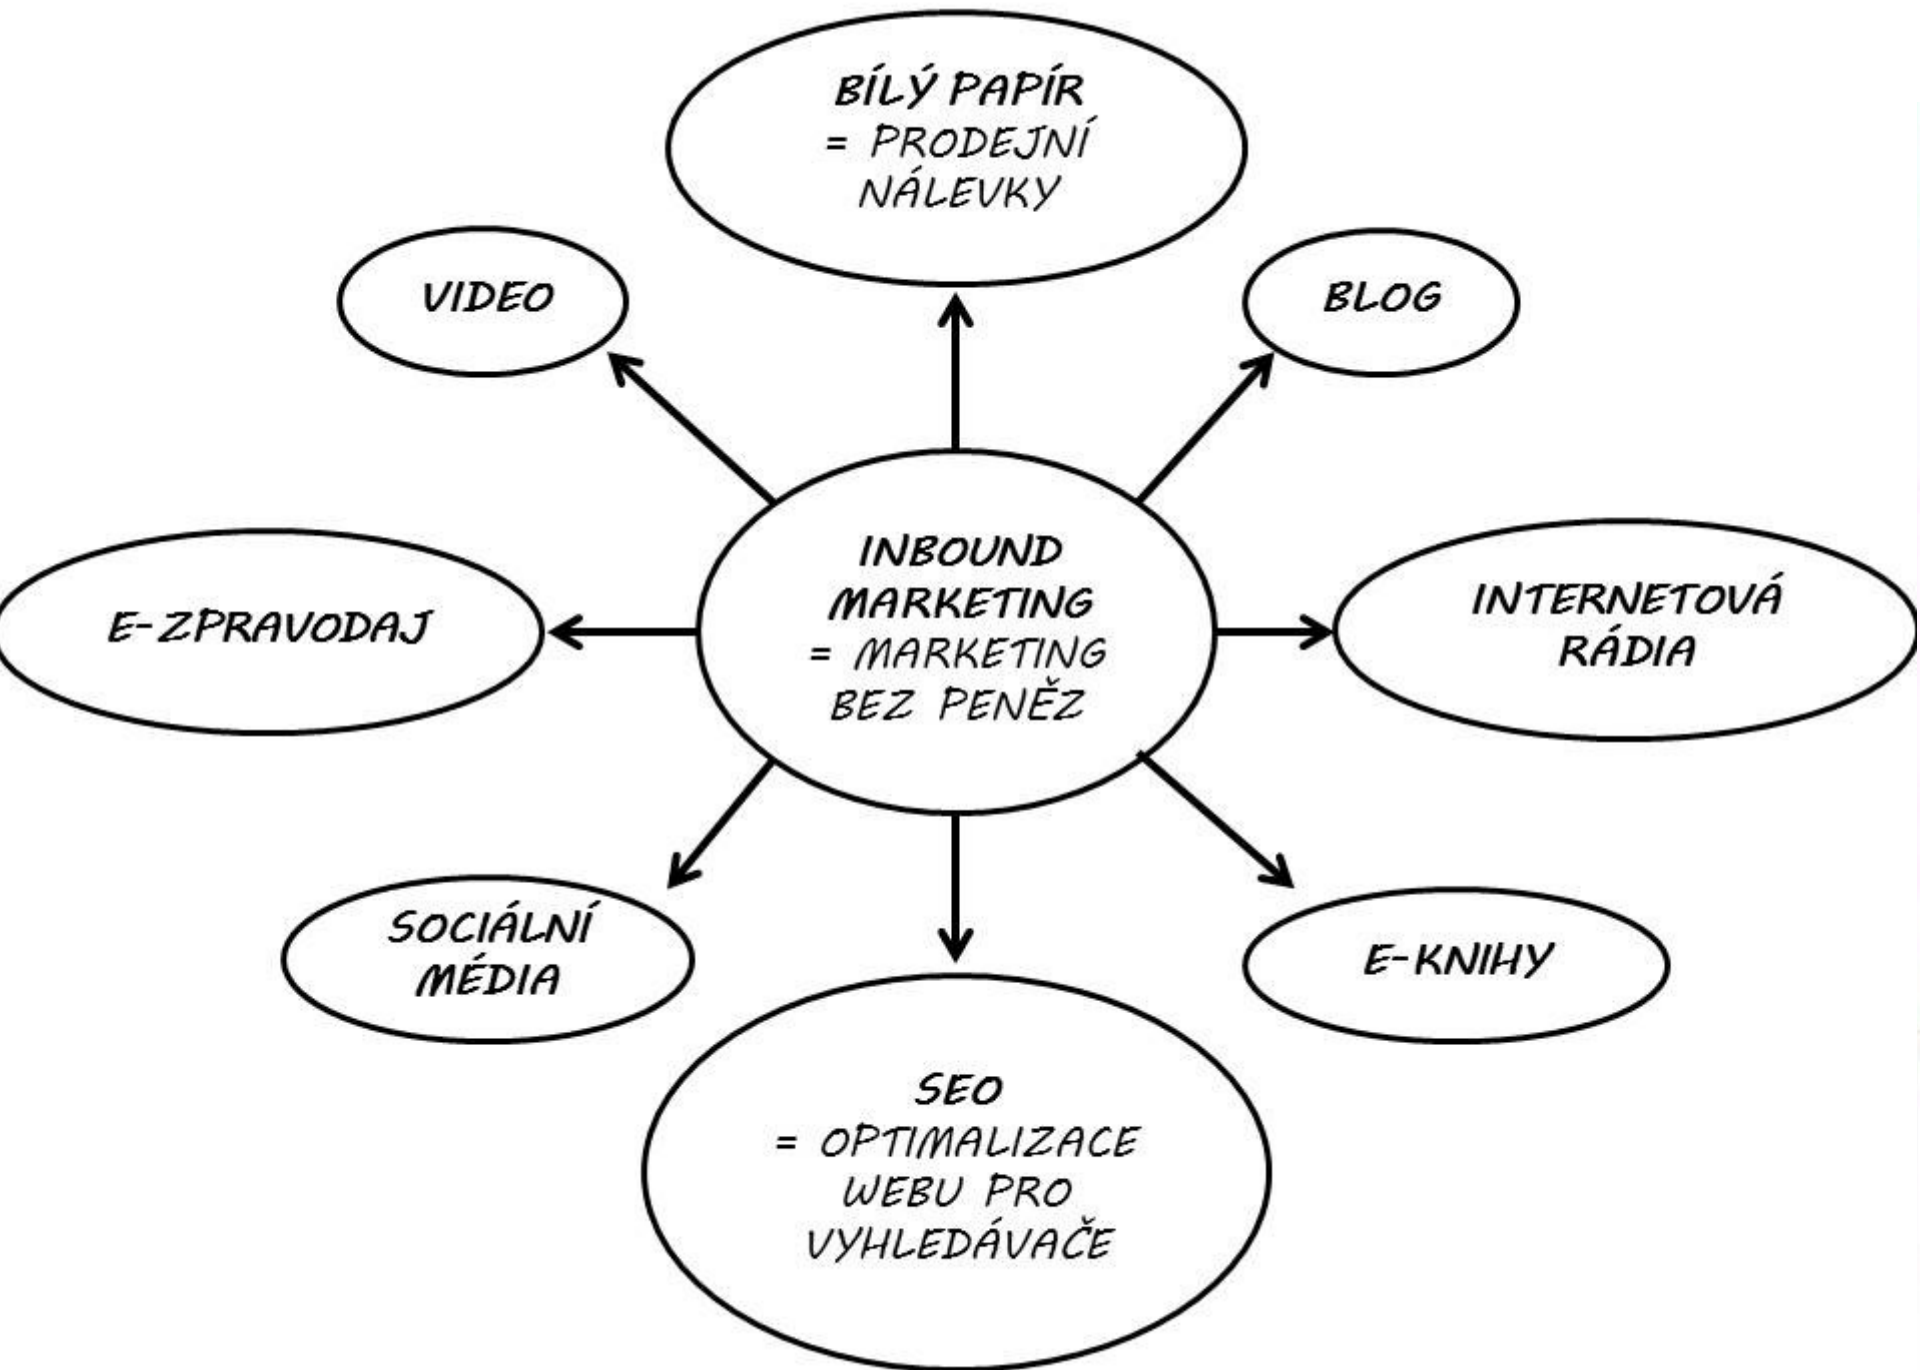 BÍLÝ PAPÍR
= PRODEJNÍ
NÁLEVKY
VIDEO
BLOG
INBOUND
MARKETING
= MARKETING
BEZ PENĚZ
E-ZPRAVODAJ
INTERNETOVÁ
RÁDIA
SOCIÁLNÍ
MÉDIA
E-KNIHY
SEO
= OPTIMALIZACE
WEBU PRO
VYHLEDÁVAČE